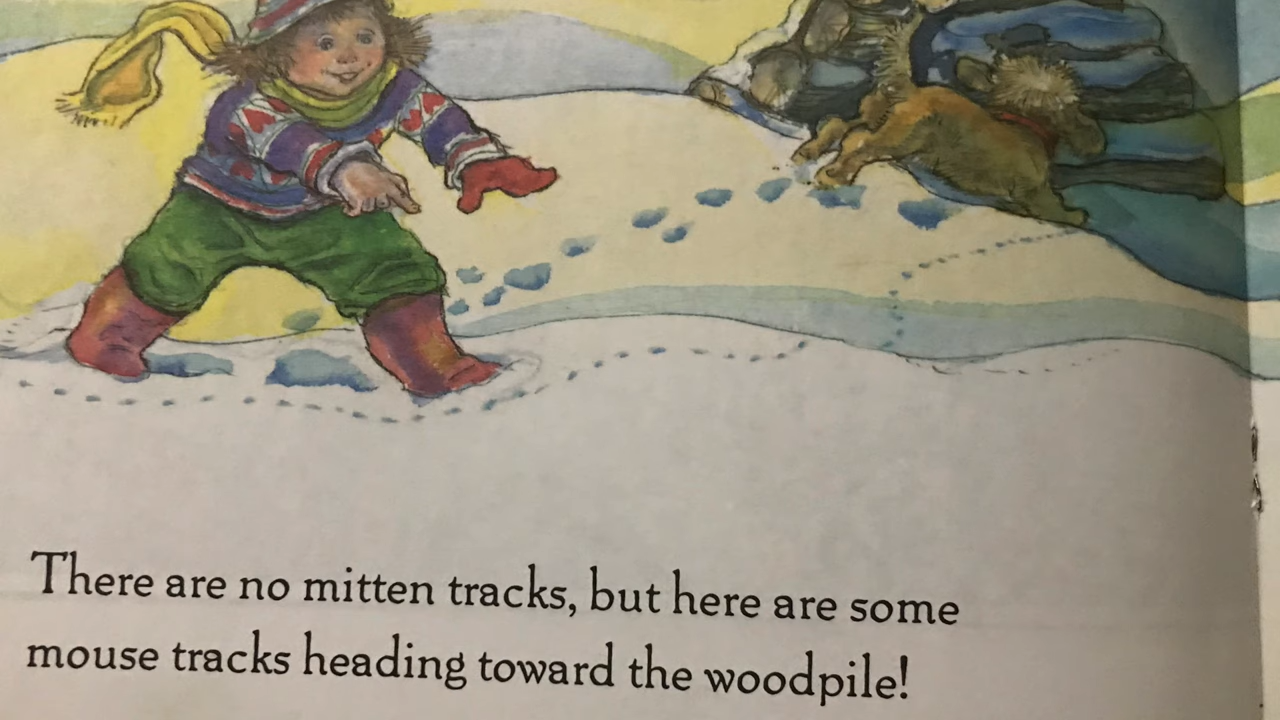 There are no mitten tracks, but here are some
mouse tracks heading toward the woodpile!